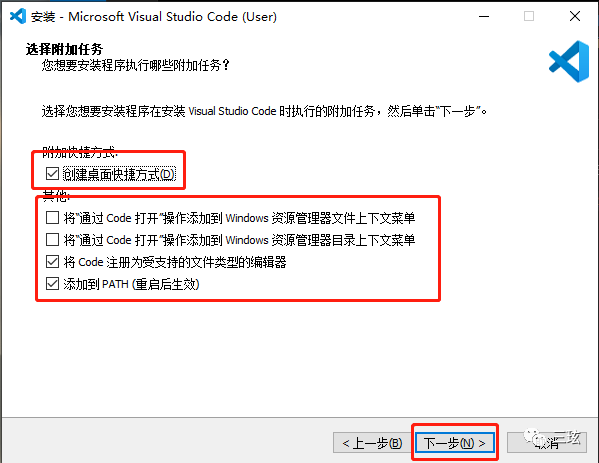 安装 - Microsoft Visual Studio Code (User)
选择附加任务
您想要安装程序执行哪些附加任务？
选择您想要安装程序在安装 Visual Studio Code 时执行的附加任务，然后单击“下一步”。
附加快捷方式:
创建桌面快捷方式(D)
其他:
将“通过 Code 打开”操作添加到 Windows 资源管理器文件上下文菜单
将“通过 Code 打开”操作添加到 Windows 资源管理器目录上下文菜单
将 Code 注册为受支持的文件类型的编辑器
添加到 PATH (重启后生效)
< 上一步(B) 下一步(N) > 取消
三玹